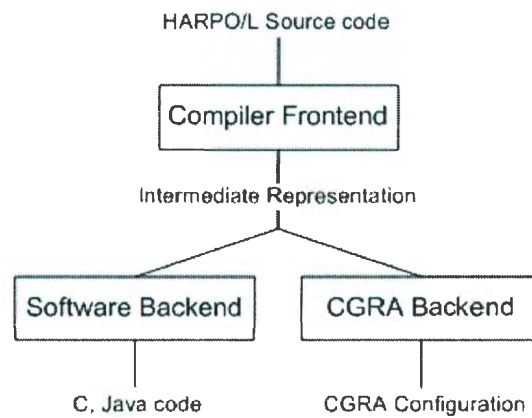 HARPO/L Source code
Compiler Frontend
Intermediate Representation
Software Backend
CGRA Backend
C, Java code
CGRA Configuration